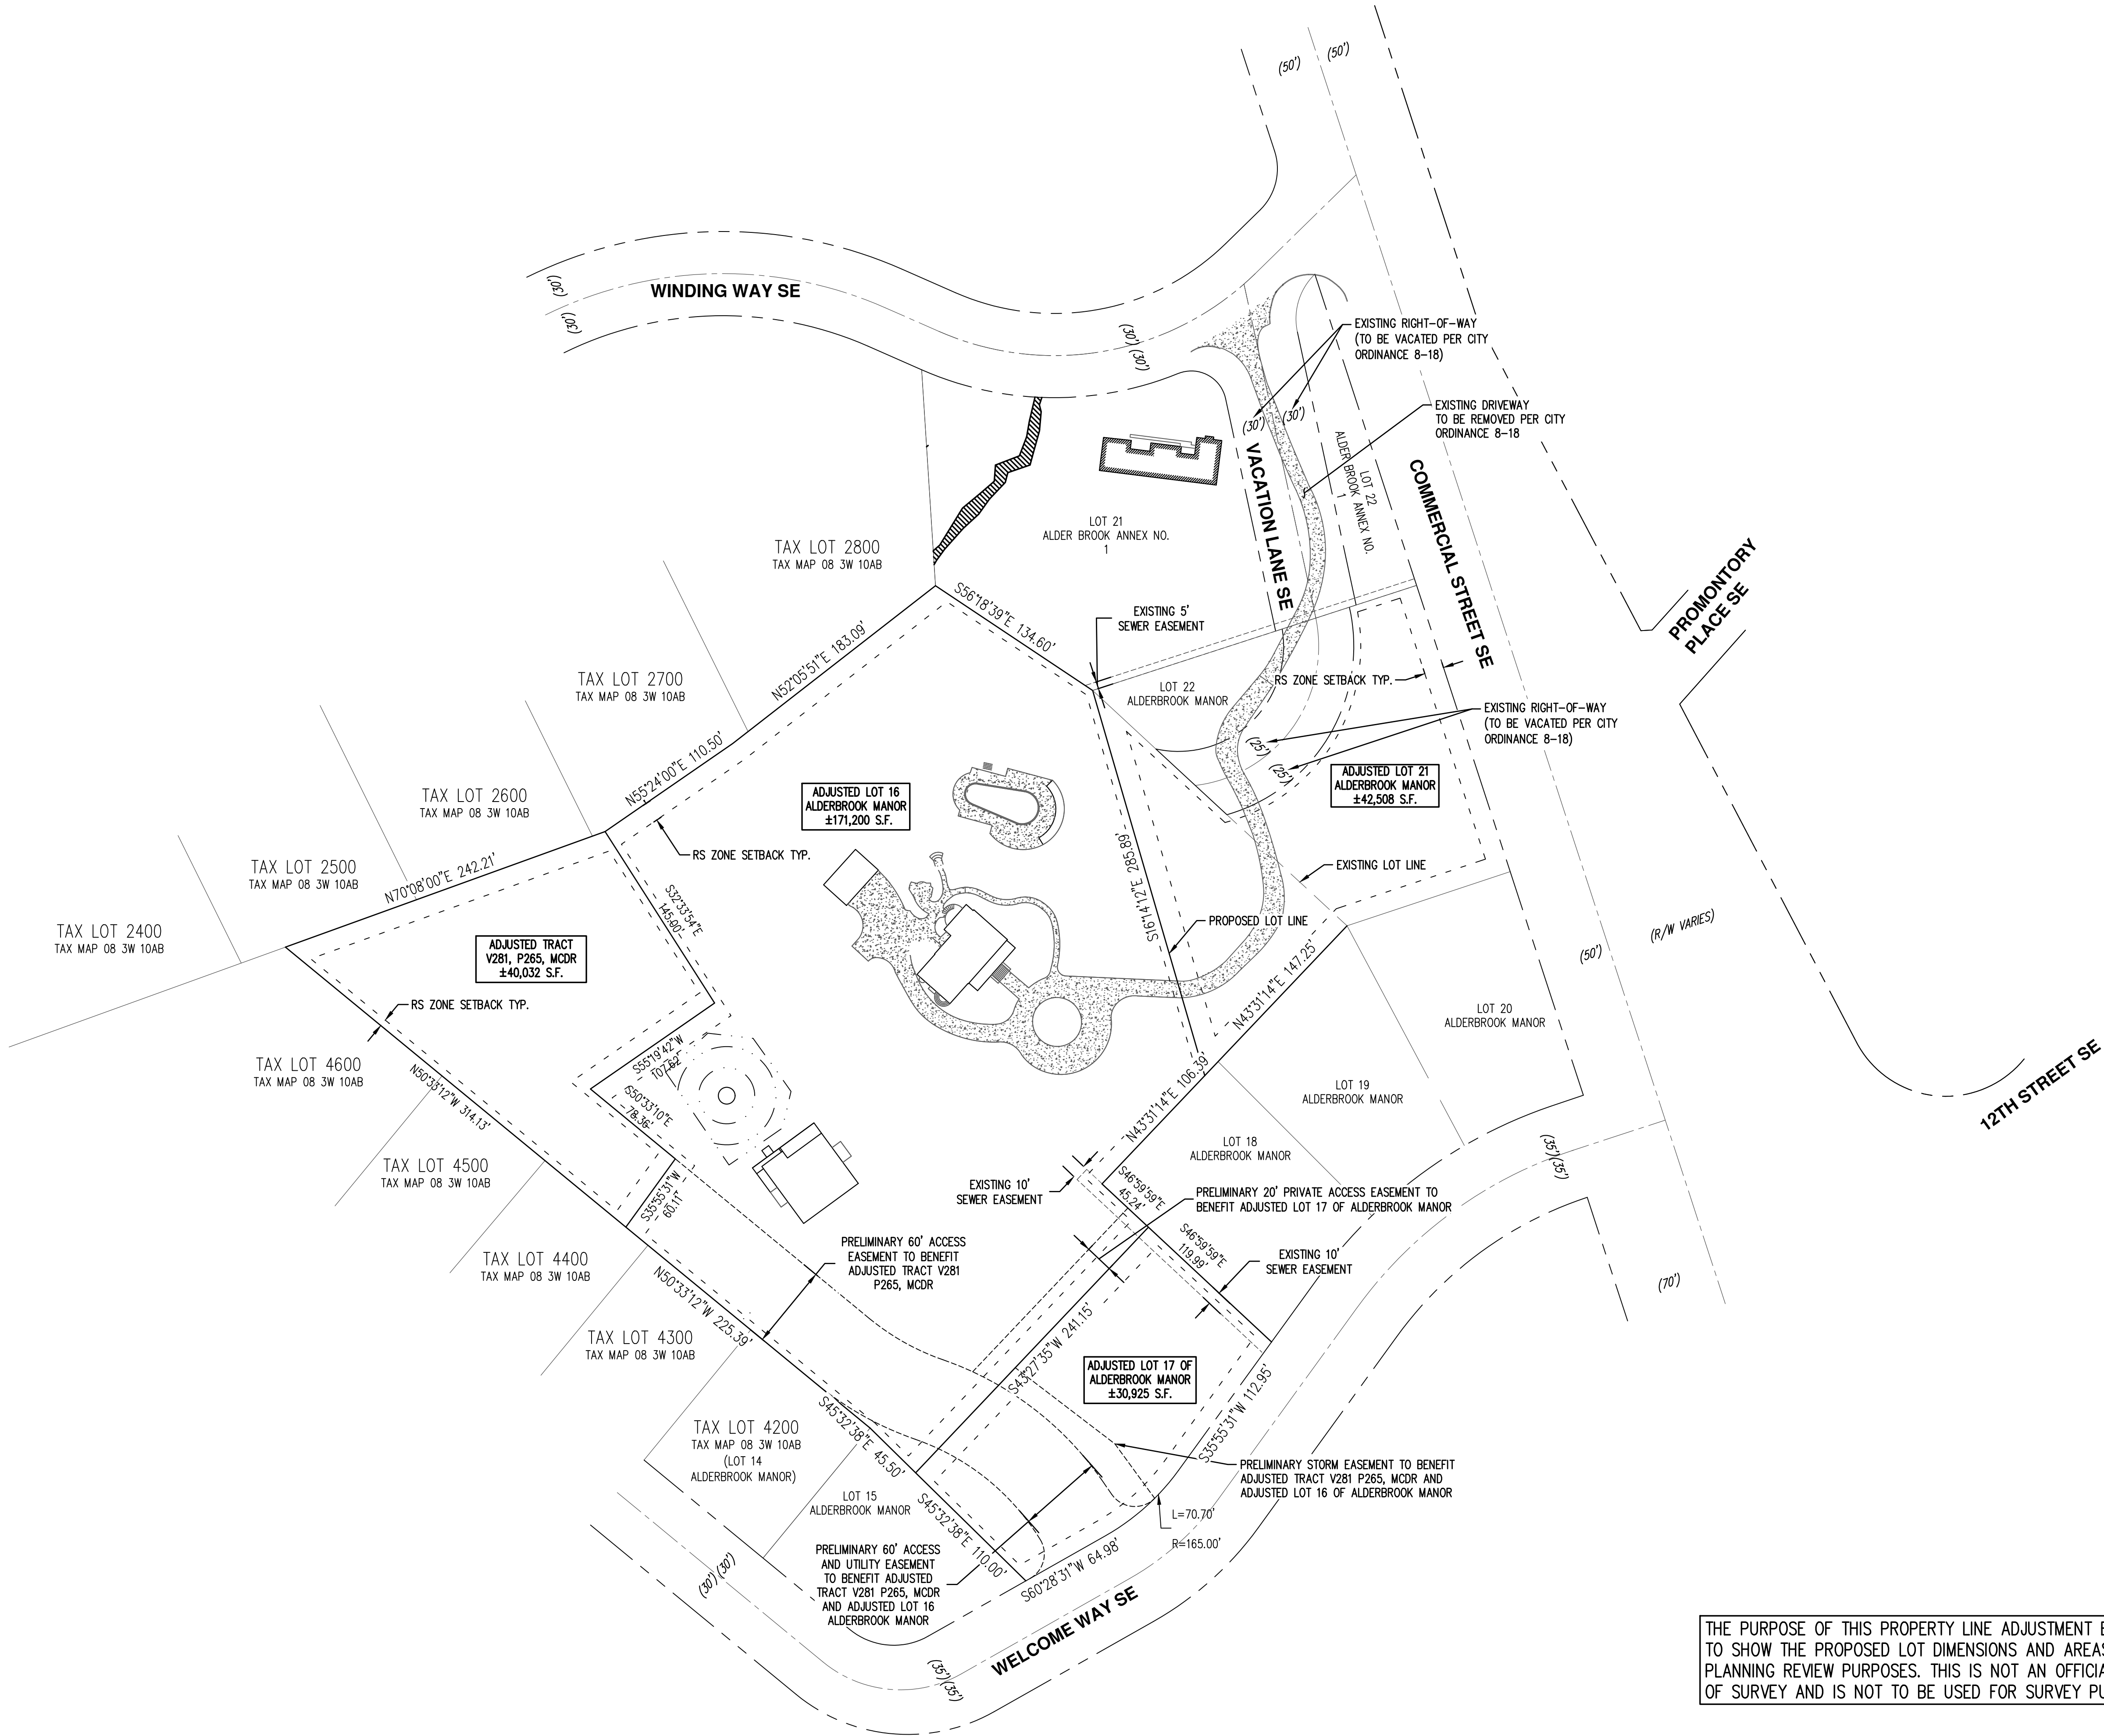 (50')
(50')
WINDING WAY SE
(30')
(30')
(30')
(30')
EXISTING RIGHT-OF-WAY
(TO BE VACATED PER CITY
ORDINANCE 8-18)
EXISTING DRIVEWAY
TO BE REMOVED PER CITY
ORDINANCE 8-18
(30')
(30')
VACATION LANE SE
LOT 22
ALDER BROOK ANNEX NO.
1
COMMERCIAL STREET SE
LOT 21
ALDER BROOK ANNEX NO.
1
PROMONTORY
PLACE SE
TAX LOT 2800
TAX MAP 08 3W 10AB
S56°18'39"E 134.60'
EXISTING 5'
SEWER EASEMENT
N52°05'51"E 183.09'
TAX LOT 2700
TAX MAP 08 3W 10AB
LOT 22
ALDERBROOK MANOR
RS ZONE SETBACK TYP.
EXISTING RIGHT-OF-WAY
(TO BE VACATED PER CITY
ORDINANCE 8-18)
(25')
(25')
N55°24'00"E 110.50'
ADJUSTED LOT 16
ALDERBROOK MANOR
±171,200 S.F.
ADJUSTED LOT 21
ALDERBROOK MANOR
±42,508 S.F.
TAX LOT 2600
TAX MAP 08 3W 10AB
RS ZONE SETBACK TYP.
S16°14'12"E 285.89'
EXISTING LOT LINE
TAX LOT 2500
TAX MAP 08 3W 10AB
N70°08'00"E 242.21'
S32°33'54"E
145.00'
PROPOSED LOT LINE
TAX LOT 2400
TAX MAP 08 3W 10AB
ADJUSTED TRACT
V281, P265, MCDR
±40,032 S.F.
(R/W VARIES)
(50')
N43°31'14"E 147.25'
RS ZONE SETBACK TYP.
LOT 20
ALDERBROOK MANOR
TAX LOT 4600
TAX MAP 08 3W 10AB
S55°19'42"W
107.62'
N50°33'12"W 314.13'
S50°33'10"E
78.36'
N43°31'14"E 106.39'
LOT 19
ALDERBROOK MANOR
12TH STREET SE
LOT 18
ALDERBROOK MANOR
(35')
(35')
TAX LOT 4500
TAX MAP 08 3W 10AB
EXISTING 10'
SEWER EASEMENT
S46°59'59"E
45.24'
PRELIMINARY 20' PRIVATE ACCESS EASEMENT TO
BENEFIT ADJUSTED LOT 17 OF ALDERBROOK MANOR
S35°55'31"W
60.11'
S46°59'59"E
119.99'
EXISTING 10'
SEWER EASEMENT
PRELIMINARY 60' ACCESS
EASEMENT TO BENEFIT
ADJUSTED TRACT V281
P265, MCDR
TAX LOT 4400
TAX MAP 08 3W 10AB
N50°33'12"W 225.39'
(70')
TAX LOT 4300
TAX MAP 08 3W 10AB
S43°27'35"W 241.15'
ADJUSTED LOT 17 OF
ALDERBROOK MANOR
±30,925 S.F.
S35°55'31"W 112.95'
TAX LOT 4200
TAX MAP 08 3W 10AB
(LOT 14
ALDERBROOK MANOR)
S45°32'38"E 45.50'
PRELIMINARY STORM EASEMENT TO BENEFIT
ADJUSTED TRACT V281 P265, MCDR AND
ADJUSTED LOT 16 OF ALDERBROOK MANOR
LOT 15
ALDERBROOK MANOR
S45°32'38"E 110.00'
L=70.70'
R=165.00'
PRELIMINARY 60' ACCESS
AND UTILITY EASEMENT
TO BENEFIT ADJUSTED
TRACT V281 P265, MCDR
AND ADJUSTED LOT 16
ALDERBROOK MANOR
S60°28'31"W 64.98'
(30')
(30')
WELCOME WAY SE
(35')
(35')
THE PURPOSE OF THIS PROPERTY LINE ADJUSTMENT
TO SHOW THE PROPOSED LOT DIMENSIONS AND AREAS
PLANNING REVIEW PURPOSES. THIS IS NOT AN OFFICIA
OF SURVEY AND IS NOT TO BE USED FOR SURVEY PU